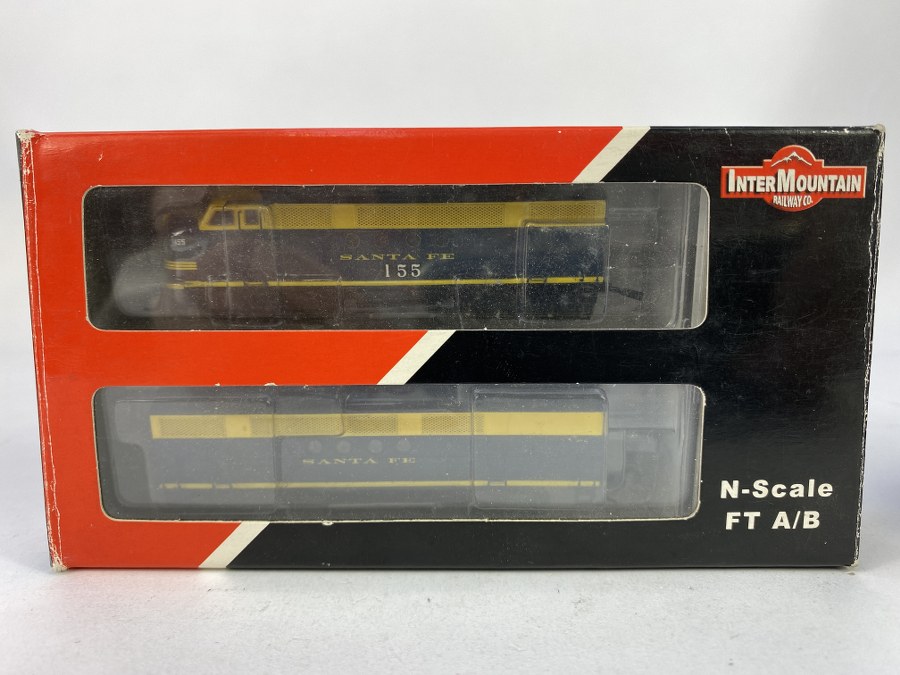 INTERMOUNTAIN
RAILWAY CO.
155
SANTA FE
155
SANTA FE
N-Scale
FT A/B